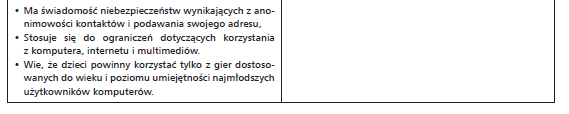 • Ma świadomość niebezpieczeństw wynikających z ano-
nimowości kontaktów i podawania swojego adresu,
• Stosuje się do ograniczeń dotyczących korzystania
z komputera, internetu i multimediów.
• Wie, że dzieci powinny korzystać tylko z gier dostoso-
wanych do wieku i poziomu umiejętności najmłodszych
użytkowników komputerów.